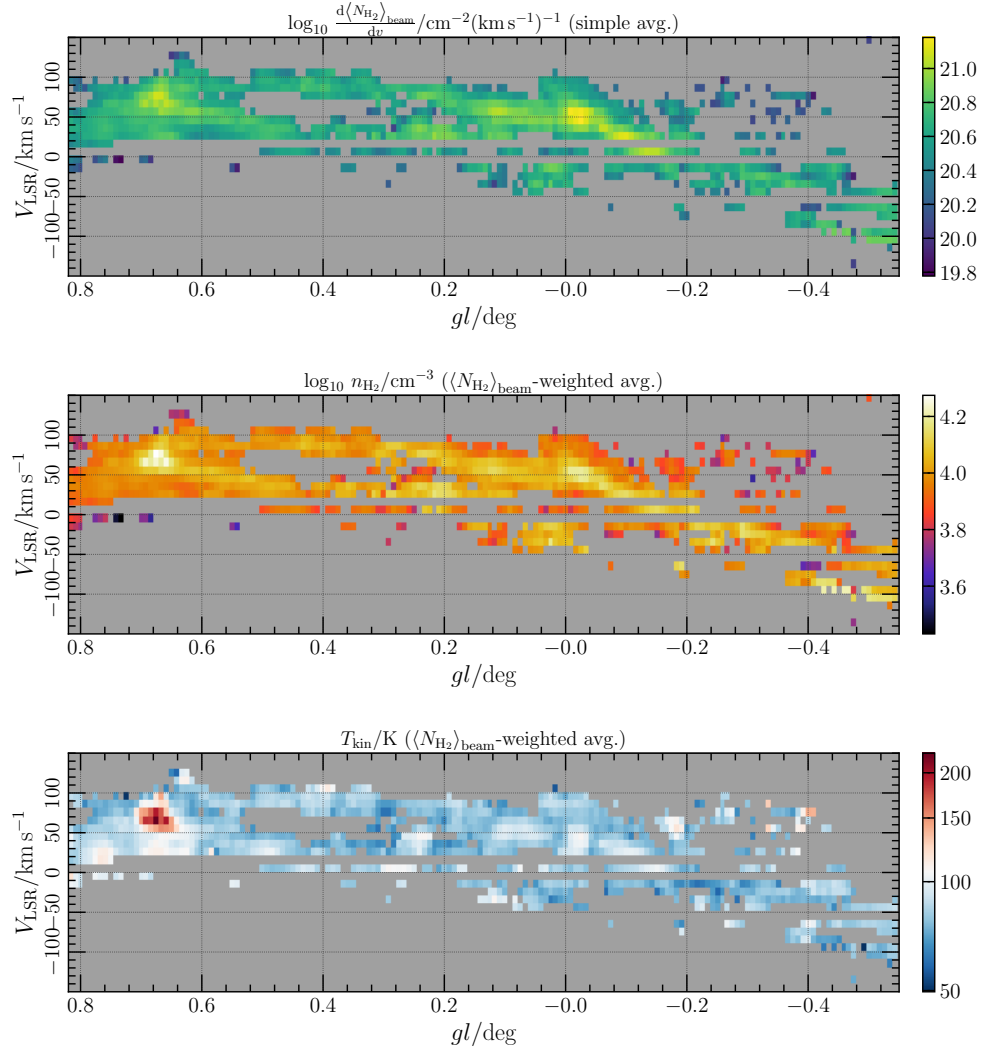 log₁₀ d⟨N_H₂⟩_beam/dv /cm⁻²(km s⁻¹)⁻¹ (simple avg.)
V_LSR/km s⁻¹
100
50
0
−50
−100
0.8 0.6 0.4 0.2 −0.0 −0.2 −0.4
gl/deg
21.0
20.8
20.6
20.4
20.2
20.0
19.8
log₁₀ n_H₂/cm⁻³ (⟨N_H₂⟩_beam-weighted avg.)
V_LSR/km s⁻¹
100
50
0
−50
−100
0.8 0.6 0.4 0.2 −0.0 −0.2 −0.4
gl/deg
4.2
4.0
3.8
3.6
T_kin/K (⟨N_H₂⟩_beam-weighted avg.)
V_LSR/km s⁻¹
100
50
0
−50
−100
0.8 0.6 0.4 0.2 −0.0 −0.2 −0.4
gl/deg
200
150
100
50